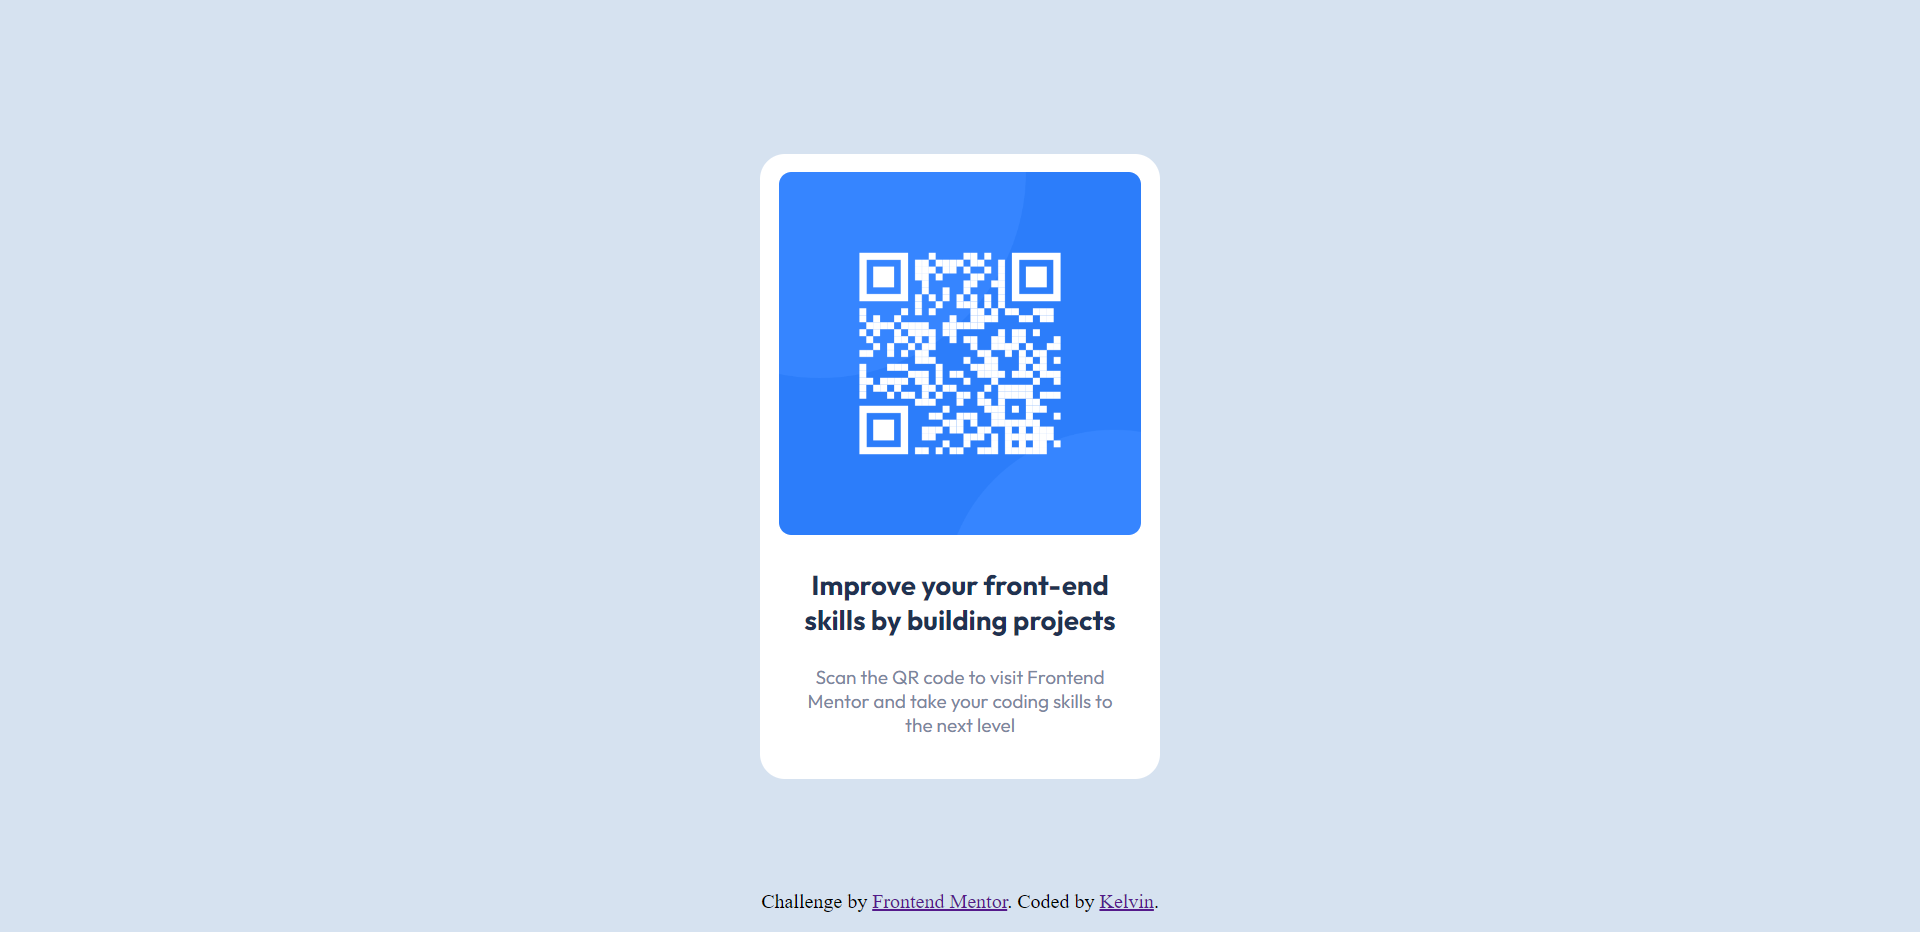 Improve your front-end
skills by building projects
Scan the QR code to visit Frontend
Mentor and take your coding skills to
the next level
Challenge by Frontend Mentor. Coded by Kelvin.